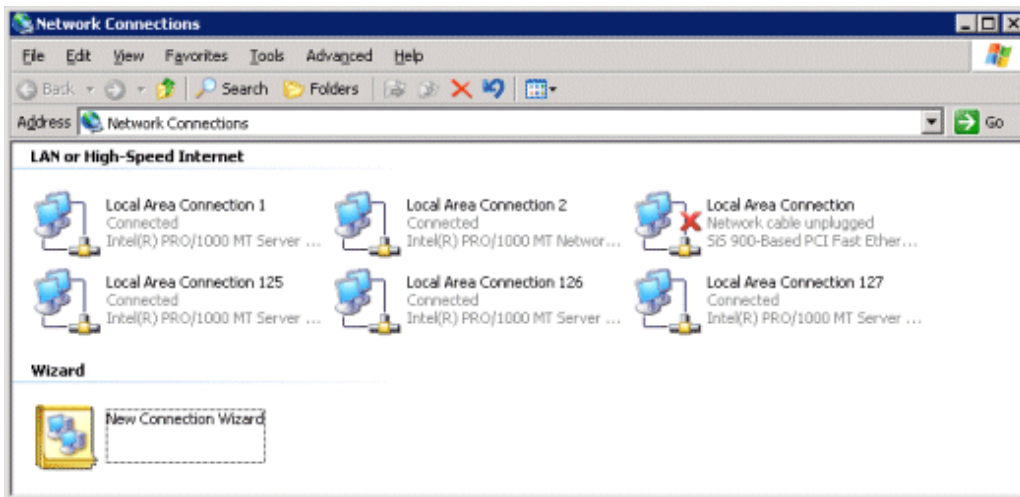 Network Connections
File Edit View Favorites Tools Advanced Help
Back Search Folders
Address Network Connections Go
LAN or High-Speed Internet
Local Area Connection 1
Connected
Intel(R) PRO/1000 MT Server ...
Local Area Connection 2
Connected
Intel(R) PRO/1000 MT Networ...
Local Area Connection
Network cable unplugged
SiS 900-Based PCI Fast Ether...
Local Area Connection 125
Connected
Intel(R) PRO/1000 MT Server ...
Local Area Connection 126
Connected
Intel(R) PRO/1000 MT Server ...
Local Area Connection 127
Connected
Intel(R) PRO/1000 MT Server ...
Wizard
New Connection Wizard